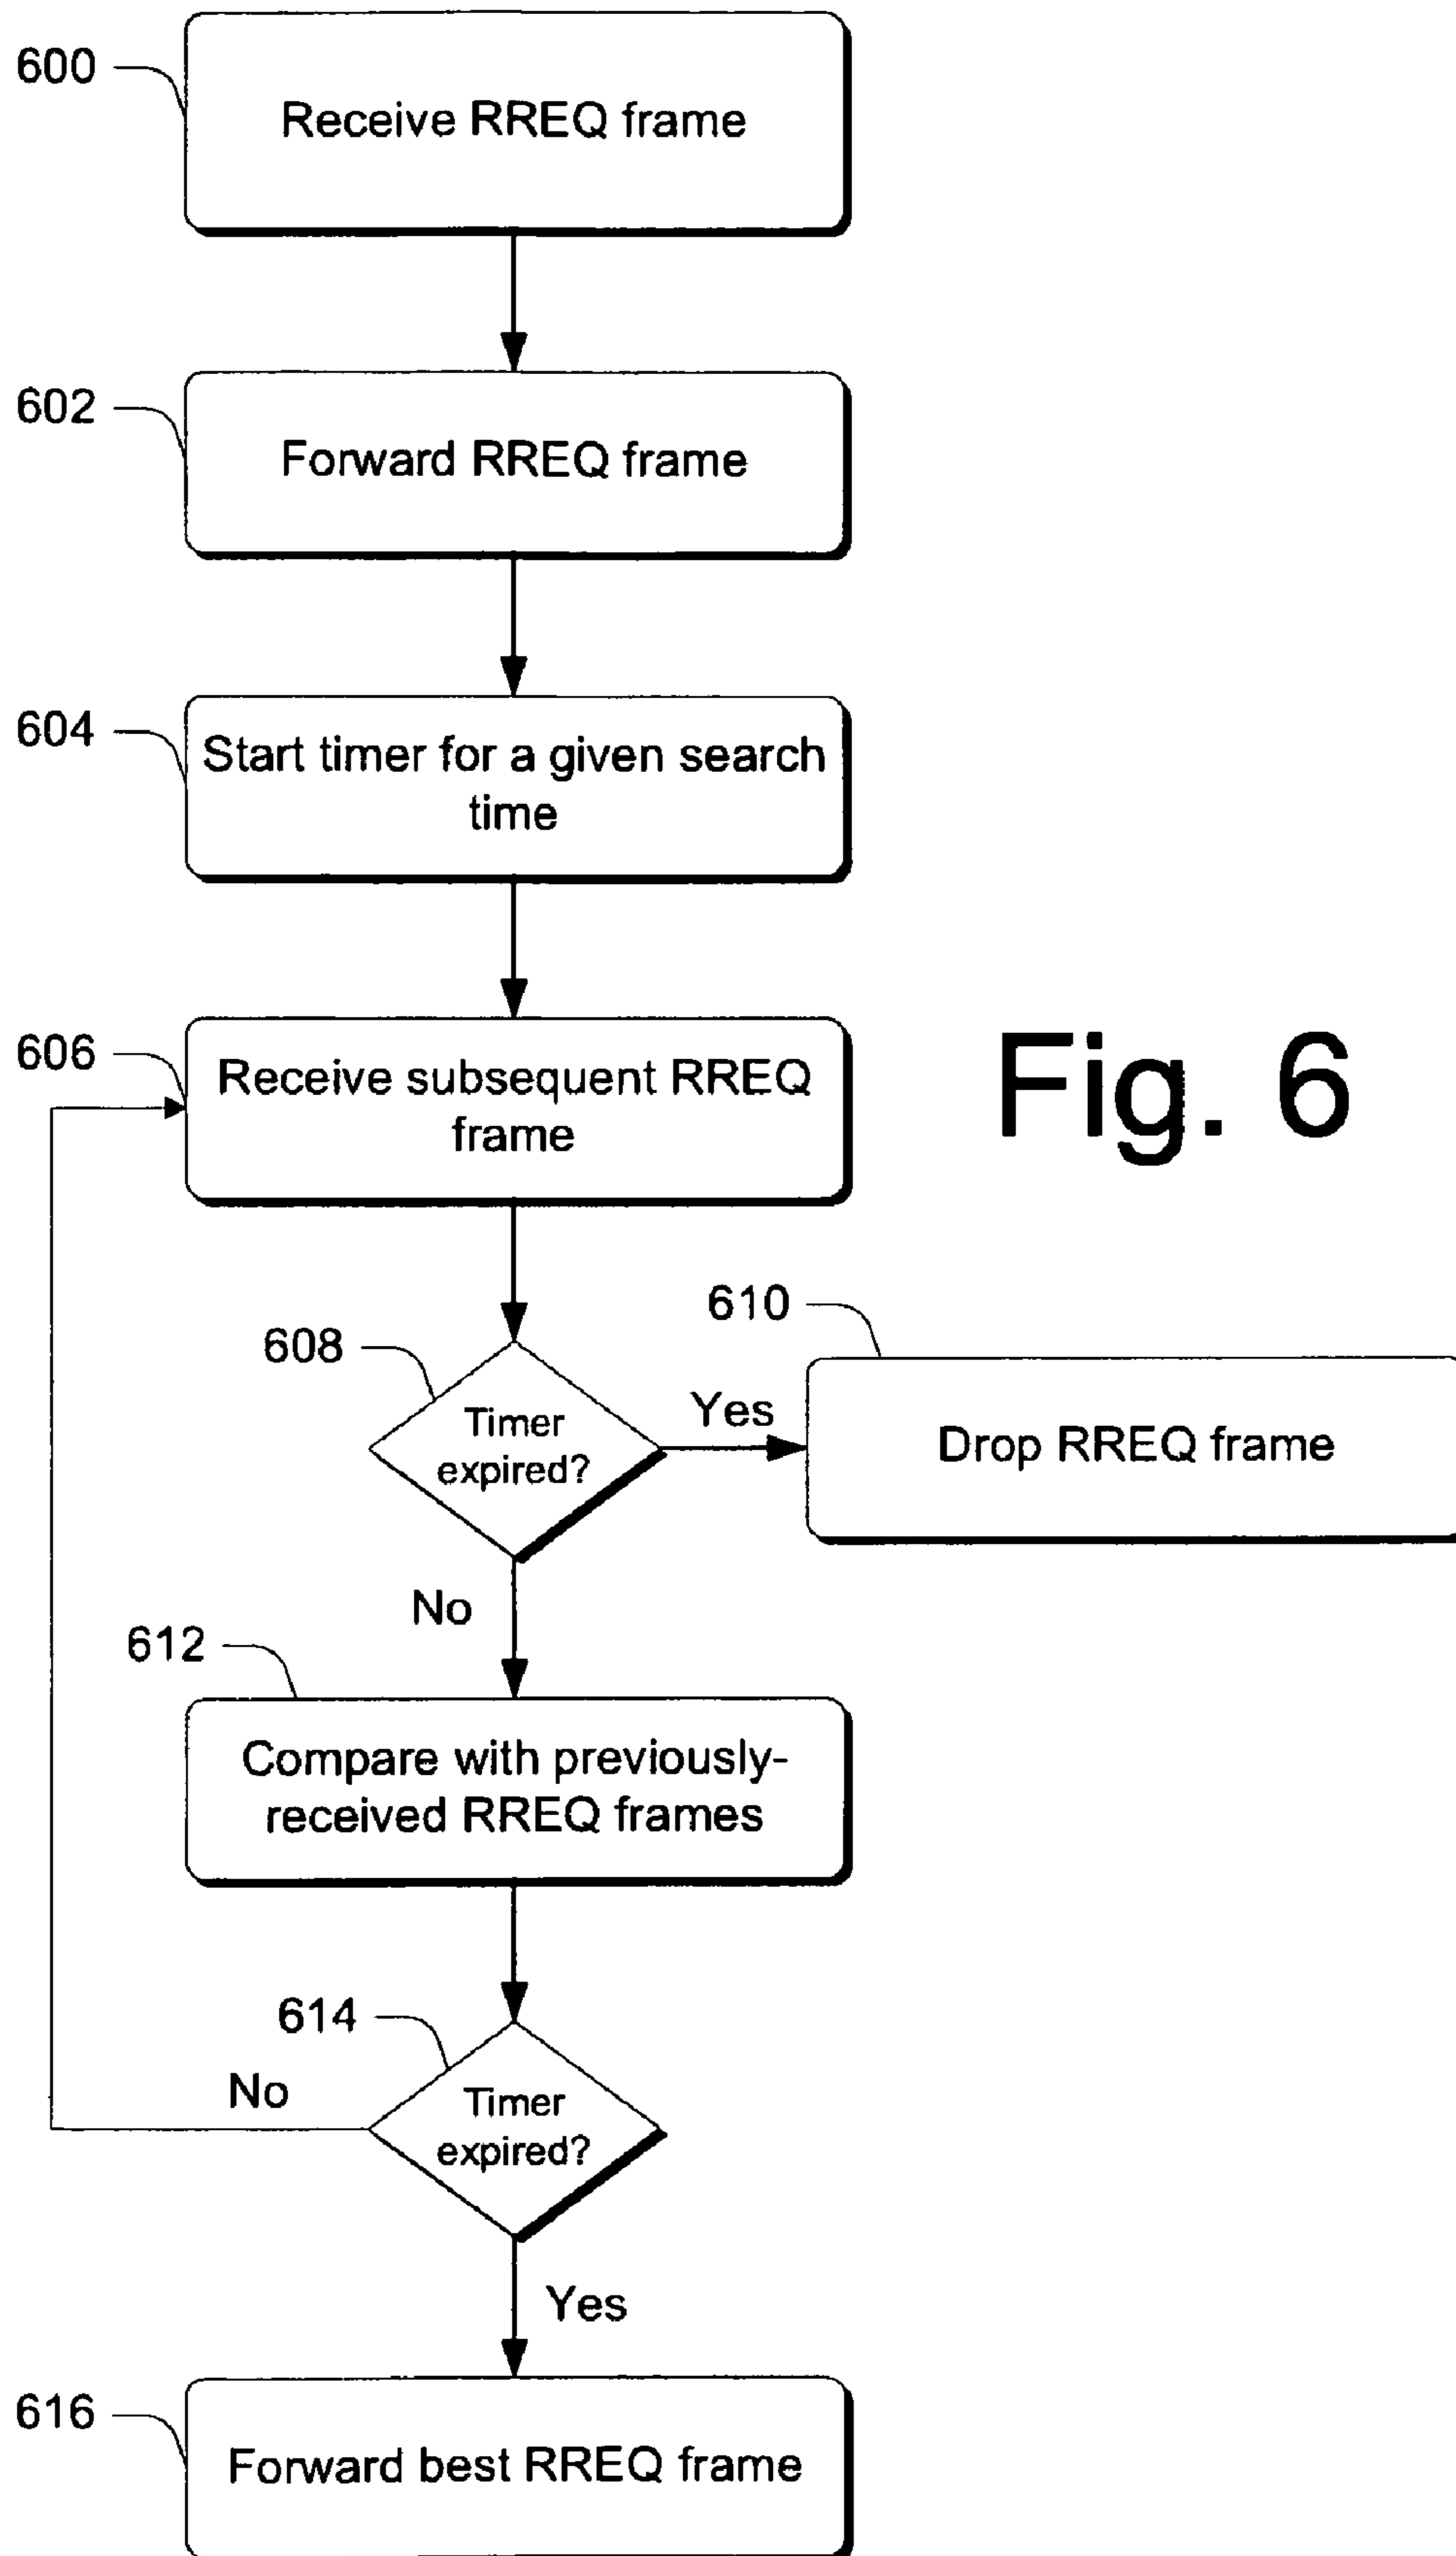 600
Receive RREQ frame
602
Forward RREQ frame
604
Start timer for a given search
time
606
Receive subsequent RREQ
frame
Fig. 6
608
Timer
expired?
Yes
610
Drop RREQ frame
No
612
Compare with previously-
received RREQ frames
614
Timer
expired?
No
Yes
616
Forward best RREQ frame